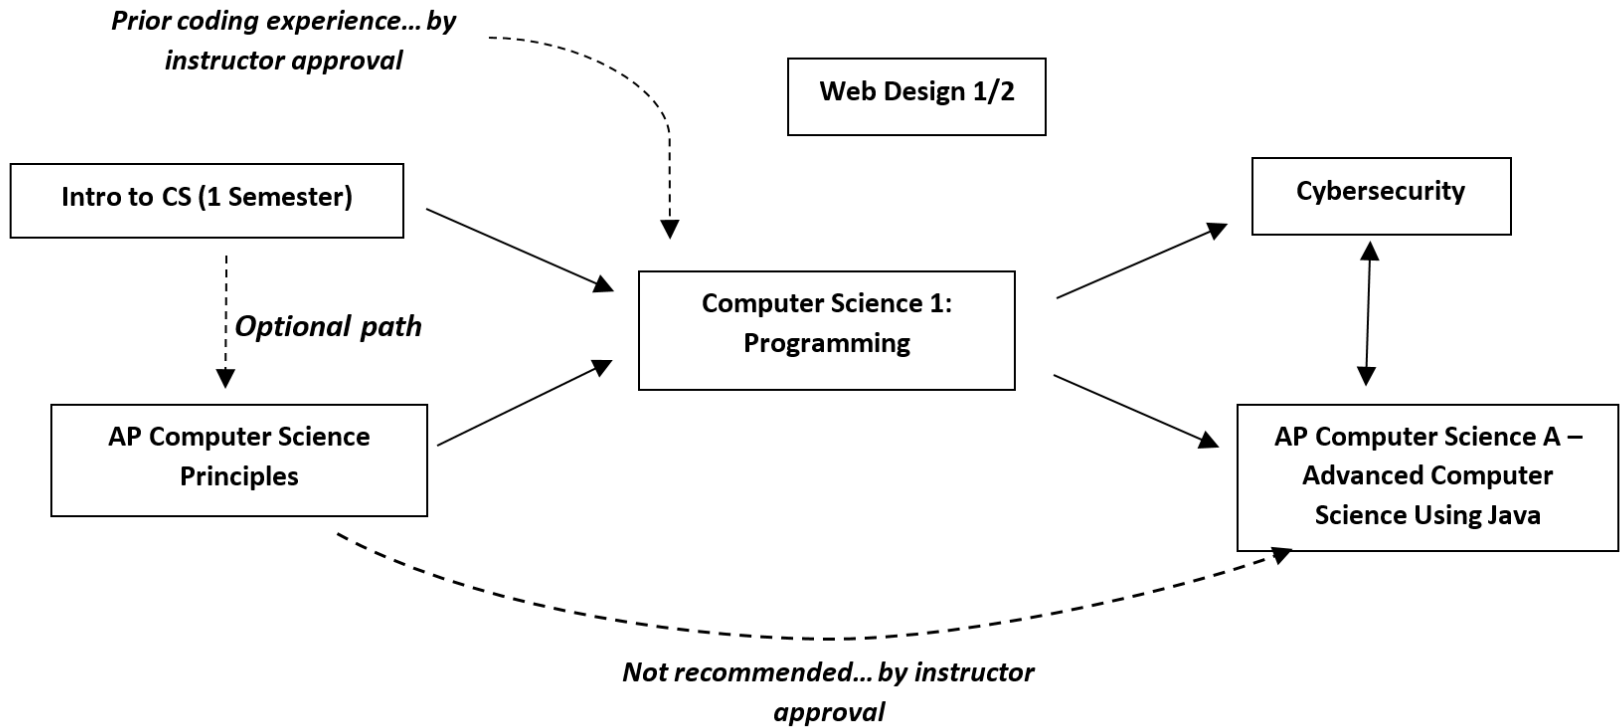 Prior coding experience... by
instructor approval
Web Design 1/2
Intro to CS (1 Semester)
Cybersecurity
Optional path
Computer Science 1:
Programming
AP Computer Science
Principles
AP Computer Science A –
Advanced Computer
Science Using Java
Not recommended... by instructor
approval